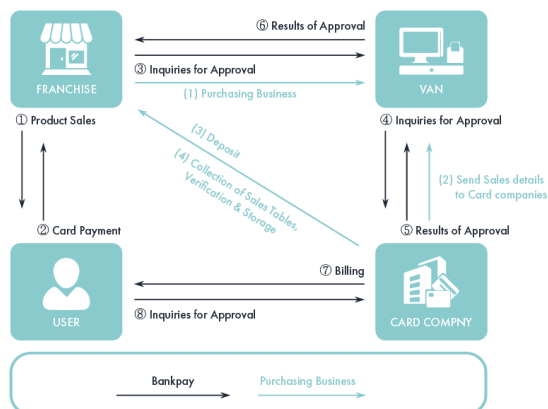 ⑥ Results of Approval
③ Inquiries for Approval
(1) Purchasing Business
FRANCHISE
VAN
① Product Sales
④ Inquiries for Approval
(3) Deposit
(4) Collection of Sales Tables,
Verification & Storage
(2) Send Sales details
to Card companies
② Card Payment
⑤ Results of Approval
⑦ Billing
⑧ Inquiries for Approval
USER
CARD COMPNY
Bankpay
Purchasing Business